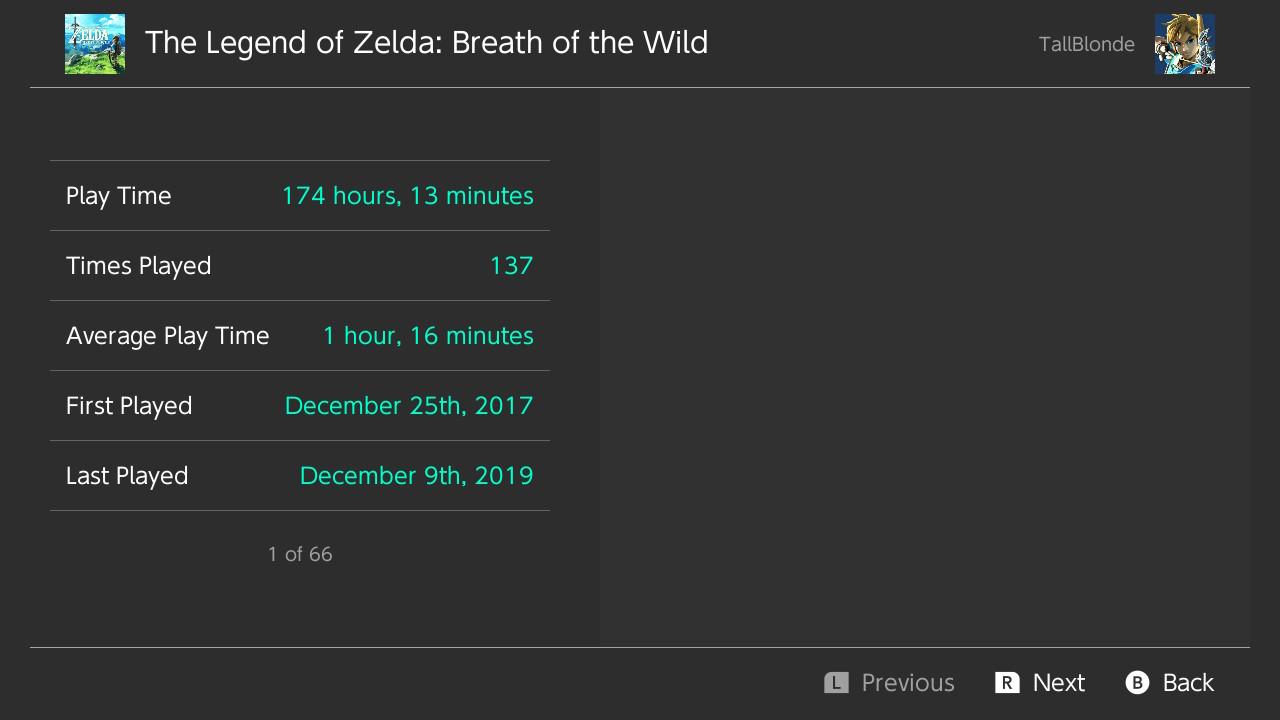 The Legend of Zelda: Breath of the Wild
TallBlonde
Play Time 174 hours, 13 minutes
Times Played 137
Average Play Time 1 hour, 16 minutes
First Played December 25th, 2017
Last Played December 9th, 2019
1 of 66
L Previous R Next B Back